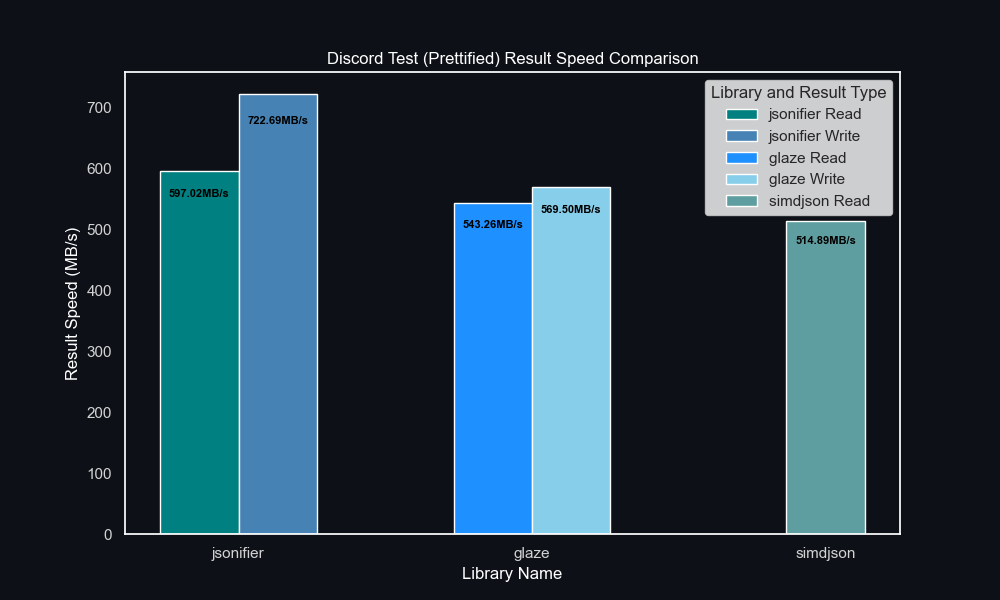 Discord Test (Prettified) Result Speed Comparison
Library and Result Type
jsonifier Read
jsonifier Write
glaze Read
glaze Write
simdjson Read
Result Speed (MB/s)
700
600
500
400
300
200
100
0
597.02MB/s
722.69MB/s
543.26MB/s
569.50MB/s
514.89MB/s
jsonifier
glaze
simdjson
Library Name